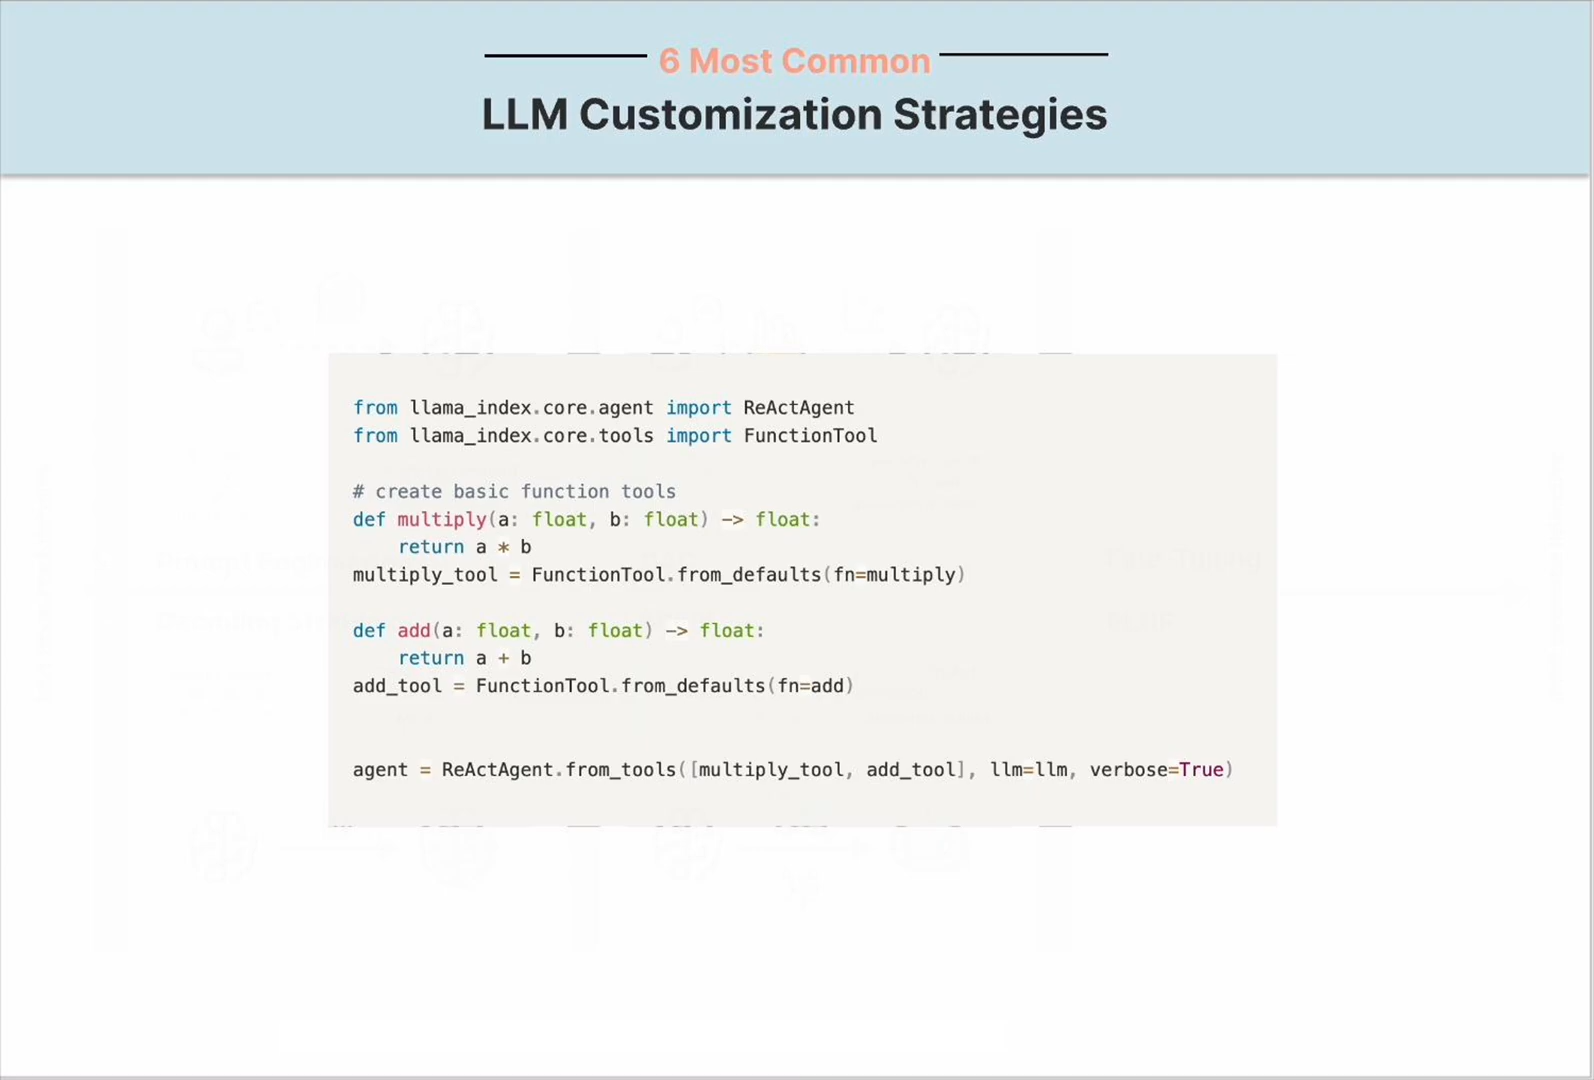 6 Most Common
LLM Customization Strategies
from llama_index.core.agent import ReActAgent
from llama_index.core.tools import FunctionTool
# create basic function tools
def multiply(a: float, b: float) -> float:
    return a * b
multiply_tool = FunctionTool.from_defaults(fn=multiply)
def add(a: float, b: float) -> float:
    return a + b
add_tool = FunctionTool.from_defaults(fn=add)
agent = ReActAgent.from_tools([multiply_tool, add_tool], llm=llm, verbose=True)